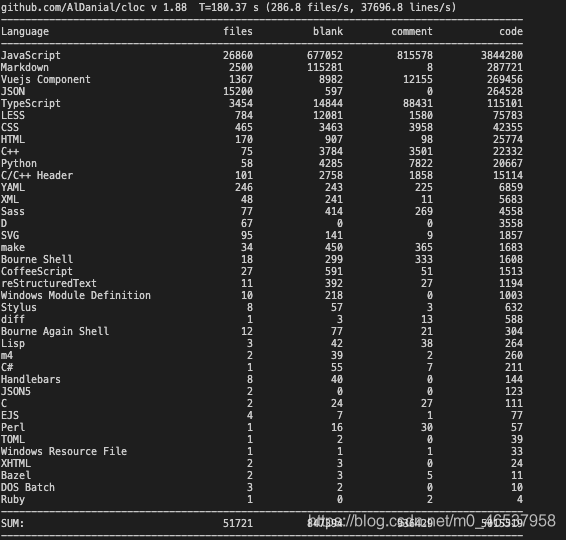 github.com/AlDanial/cloc v 1.88  T=180.37 s (286.8 files/s, 37696.8 lines/s)
Language files blank comment code
JavaScript 26860 677052 815578 3844280
Markdown 2500 115281 8 287721
Vuejs Component 1367 8982 12155 269456
JSON 15200 597 0 264528
TypeScript 3454 14844 88431 115101
LESS 784 12081 1580 75783
CSS 465 3463 3958 42355
HTML 170 907 98 25774
C++ 75 3784 3501 22332
Python 58 4285 7822 20667
C/C++ Header 101 2758 1858 15114
YAML 246 243 225 6859
XML 48 241 11 5683
Sass 77 414 269 4558
D 67 0 0 3558
SVG 95 141 9 1857
make 34 450 365 1683
Bourne Shell 18 299 333 1608
CoffeeScript 27 591 51 1513
reStructuredText 11 392 27 1194
Windows Module Definition 10 218 0 1003
Stylus 8 57 3 632
diff 1 3 13 588
Bourne Again Shell 12 77 21 304
Lisp 3 42 38 264
m4 2 39 2 260
C# 1 55 7 211
Handlebars 8 40 0 144
JSON5 2 0 0 123
C 2 24 27 111
EJS 4 7 1 77
Perl 1 16 30 57
TOML 1 2 0 39
Windows Resource File 1 1 1 33
XHTML 2 3 0 24
Bazel 2 3 5 11
DOS Batch 3 2 0 10
Ruby 1 0 2 4
SUM: 51721
https://blog.csdn.net/m0_46537958